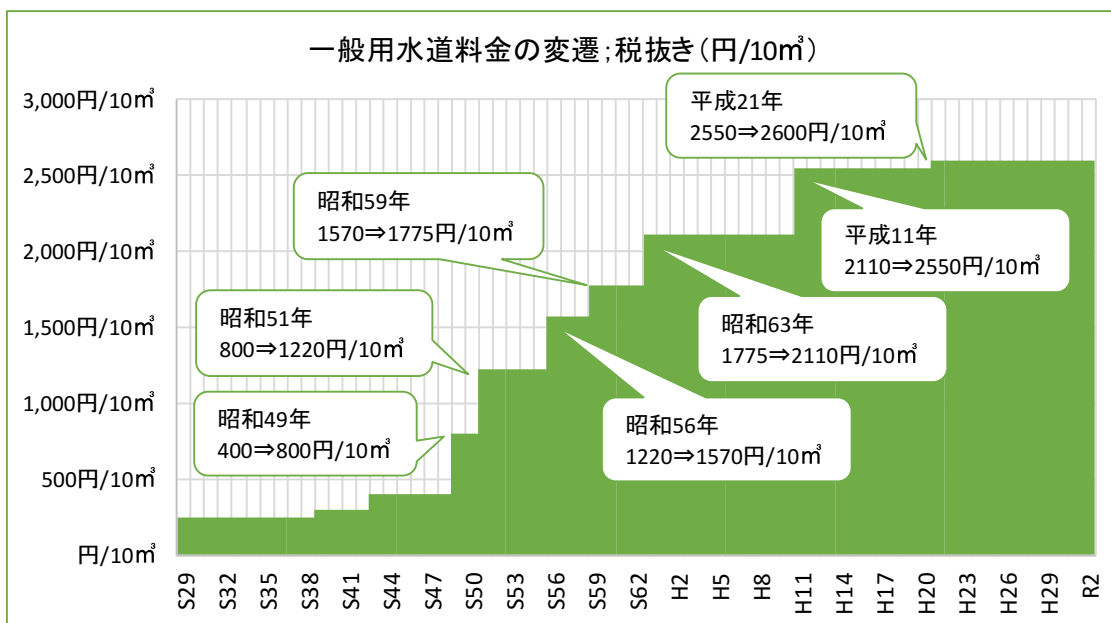 一般用水道料金の変遷;税抜き(円/10㎥)
3,000円/10㎥
2,500円/10㎥
2,000円/10㎥
1,500円/10㎥
1,000円/10㎥
500円/10㎥
円/10㎥
平成21年
2550⇒2600円/10㎥
昭和59年
1570⇒1775円/10㎥
平成11年
2110⇒2550円/10㎥
昭和51年
800⇒1220円/10㎥
昭和63年
1775⇒2110円/10㎥
昭和49年
400⇒800円/10㎥
昭和56年
1220⇒1570円/10㎥
S29
S32
S35
S38
S41
S44
S47
S50
S53
S56
S59
S62
H2
H5
H8
H11
H14
H17
H20
H23
H26
H29
R2